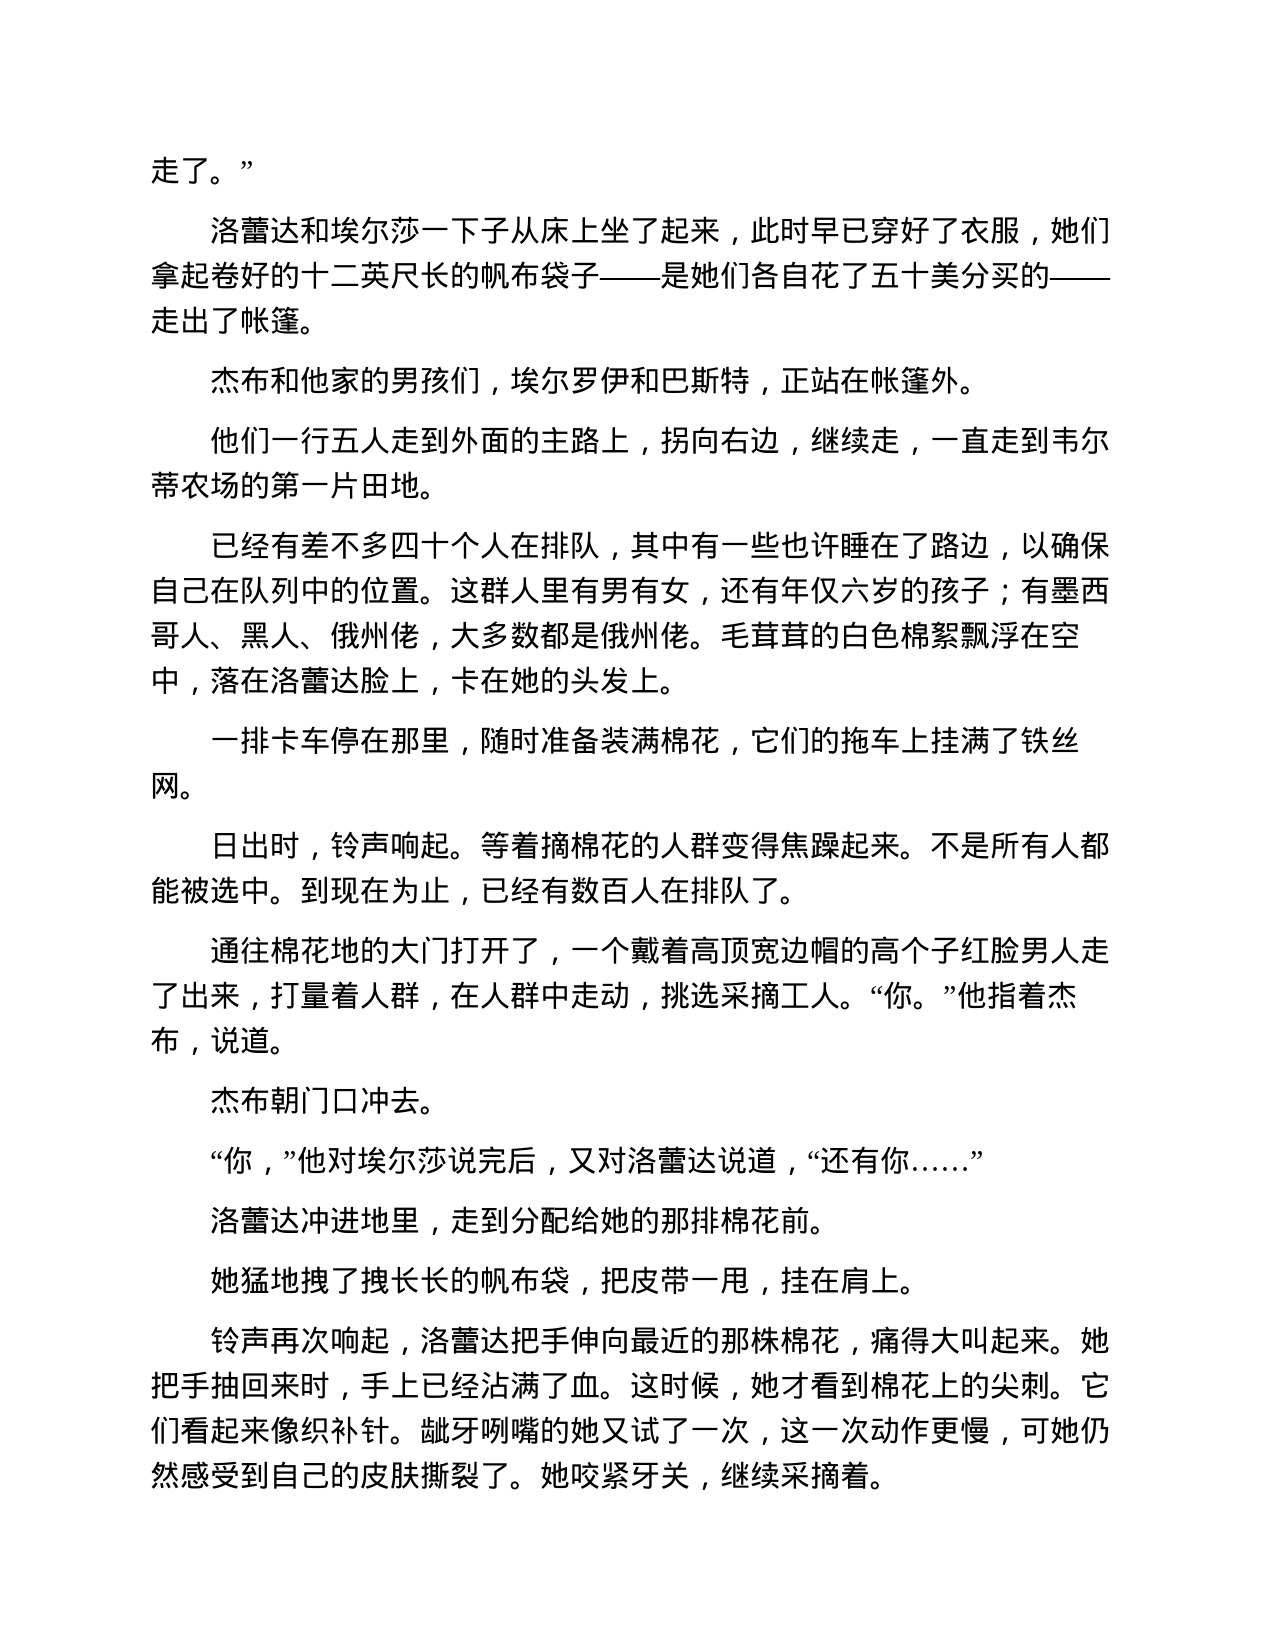 走了。”
洛蕾达和埃尔莎一下子从床上坐了起来，此时早已穿好了衣服，她们
拿起卷好的十二英尺长的帆布袋子——是她们各自花了五十美分买的——
走出了帐篷。
杰布和他家的男孩们，埃尔罗伊和巴斯特，正站在帐篷外。
他们一行五人走到外面的主路上，拐向右边，继续走，一直走到韦尔
蒂农场的第一片田地。
已经有差不多四十个人在排队，其中有一些也许睡在了路边，以确保
自己在队列中的位置。这群人里有男有女，还有年仅六岁的孩子；有墨西
哥人、黑人、俄州佬，大多数都是俄州佬。毛茸茸的白色棉絮飘浮在空
中，落在洛蕾达脸上，卡在她的头发上。
一排卡车停在那里，随时准备装满棉花，它们的拖车上挂满了铁丝
网。
日出时，铃声响起。等着摘棉花的人群变得焦躁起来。不是所有人都
能被选中。到现在为止，已经有数百人在排队了。
通往棉花地的大门打开了，一个戴着高顶宽边帽的高个子红脸男人走
了出来，打量着人群，在人群中走动，挑选采摘工人。“你。”他指着杰
布，说道。
杰布朝门口冲去。
“你，”他对埃尔莎说完后，又对洛蕾达说道，“还有你……”
洛蕾达冲进地里，走到分配给她的那排棉花前。
她猛地拽了拽长长的帆布袋，把皮带一甩，挂在肩上。
铃声再次响起，洛蕾达把手伸向最近的那株棉花，痛得大叫起来。她
把手抽回来时，手上已经沾满了血。这时候，她才看到棉花上的尖刺。它
们看起来像织补针。龇牙咧嘴的她又试了一次，这一次动作更慢，可她仍
然感受到自己的皮肤撕裂了。她咬紧牙关，继续采摘着。